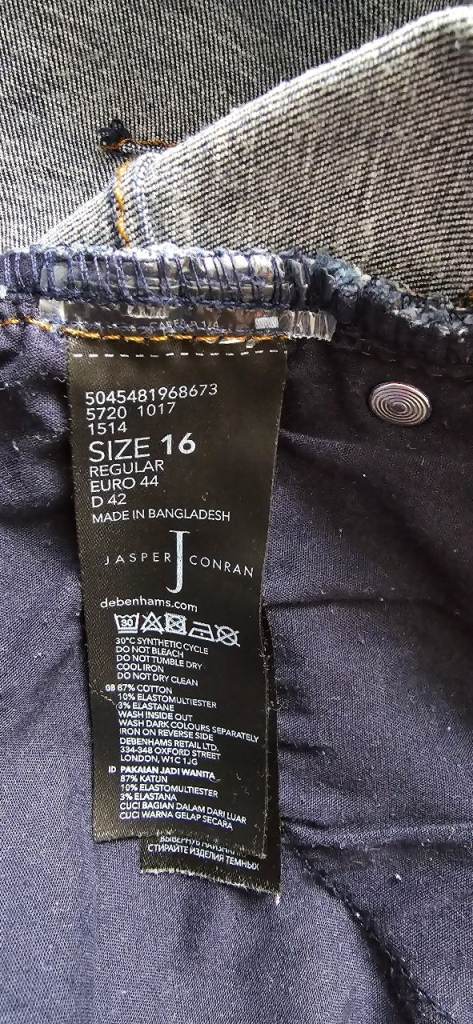 5045481968673
5720 1017
1514
SIZE 16
REGULAR
EURO 44
D 42
MADE IN BANGLADESH
JASPER J CONRAN
debenhams.com
30
30°C SYNTHETIC CYCLE
DO NOT BLEACH
DO NOT TUMBLE DRY
COOL IRON
DO NOT DRY CLEAN
GB 87% COTTON
10% ELASTOMULTIESTER
3% ELASTANE
WASH INSIDE OUT
WASH DARK COLOURS SEPARATELY
IRON ON REVERSE SIDE
DEBENHAMS RETAIL LTD.
334-348 OXFORD STREET
LONDON, W1C 1JG
ID PAKAIAN JADI WANITA
87% KATUN
10% ELASTOMULTIESTER
3% ELASTANA
CUCI BAGIAN DALAM DARI LUAR
CUCI WARNA GELAP SECARA
СТИРАЙТЕ ИЗДЕЛИЯ ТЕМНЫХ